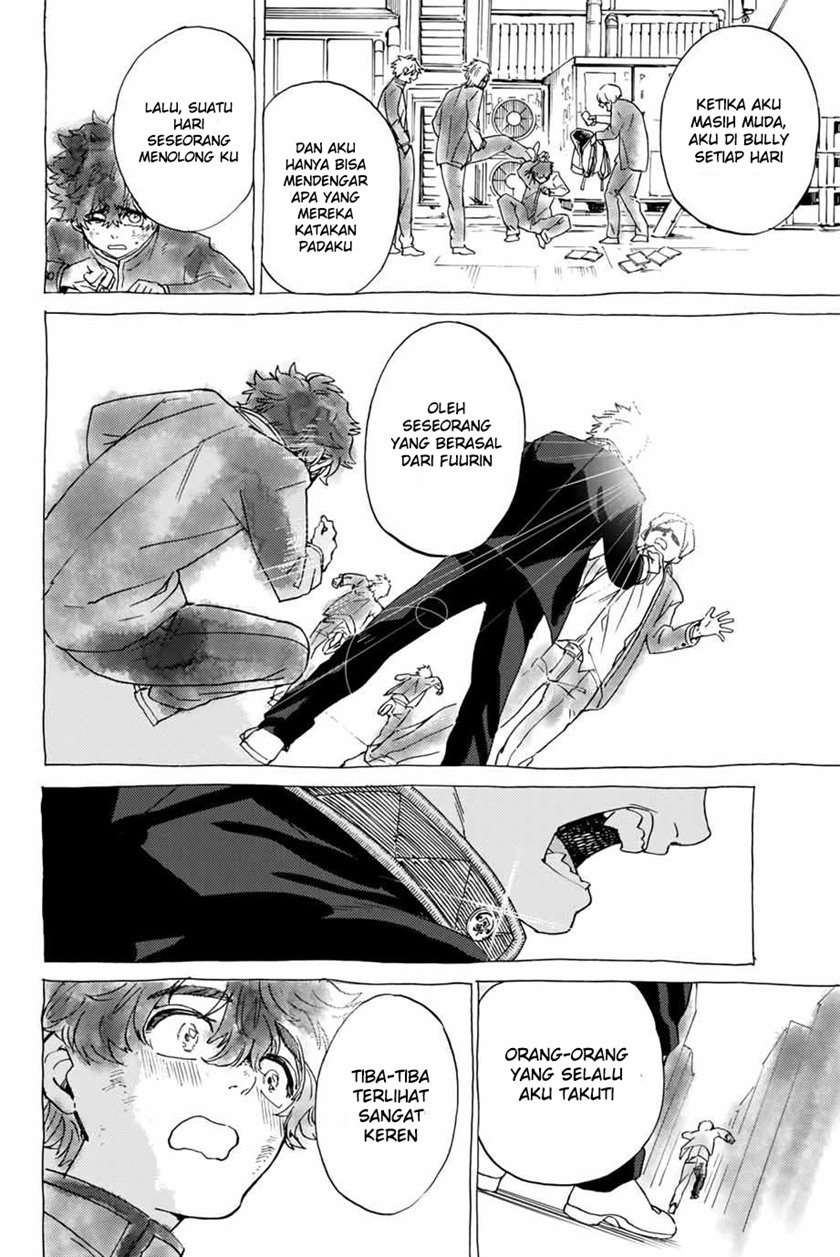 KETIKA AKU
MASIH MUDA,
AKU DI BULLY
SETIAP HARI
DAN AKU
HANYA BISA
MENDENGAR
APA YANG
MEREKA
KATAKAN
PADAKU
LALU, SUATU
HARI
SESEORANG
MENOLONG KU
OLEH
SESEORANG
YANG BERASAL
DARI FUURIN
ORANG-ORANG
YANG SELALU
AKU TAKUTI
TIBA-TIBA
TERLIHAT
SANGAT
KEREN